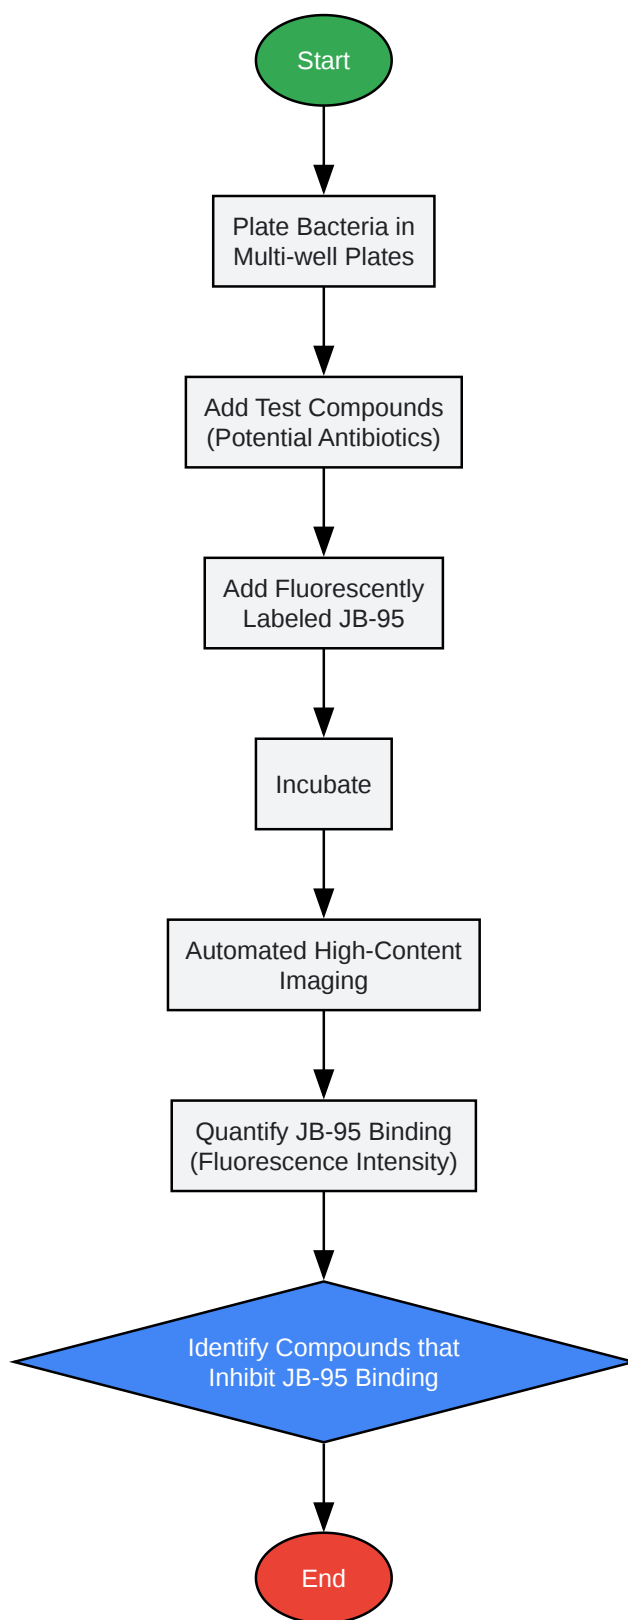 Start
Plate Bacteria in
Multi-well Plates
Add Test Compounds
(Potential Antibiotics)
Add Fluorescently
Labeled JB-95
Incubate
Automated High-Content
Imaging
Quantify JB-95 Binding
(Fluorescence Intensity)
Identify Compounds that
Inhibit JB-95 Binding
End